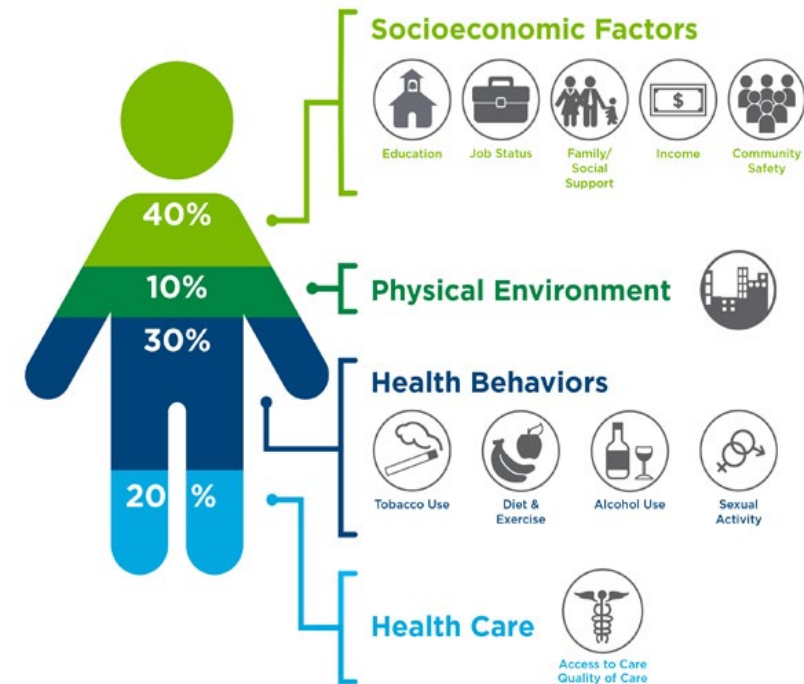 Socioeconomic Factors
$
Education
Job Status
Family/
Social
Support
Income
Community
Safety
40%
10%
Physical Environment
30%
Health Behaviors
Tobacco Use
Diet &
Exercise
Alcohol Use
Sexual
Activity
20 %
Health Care
Access to Care
Quality of Care